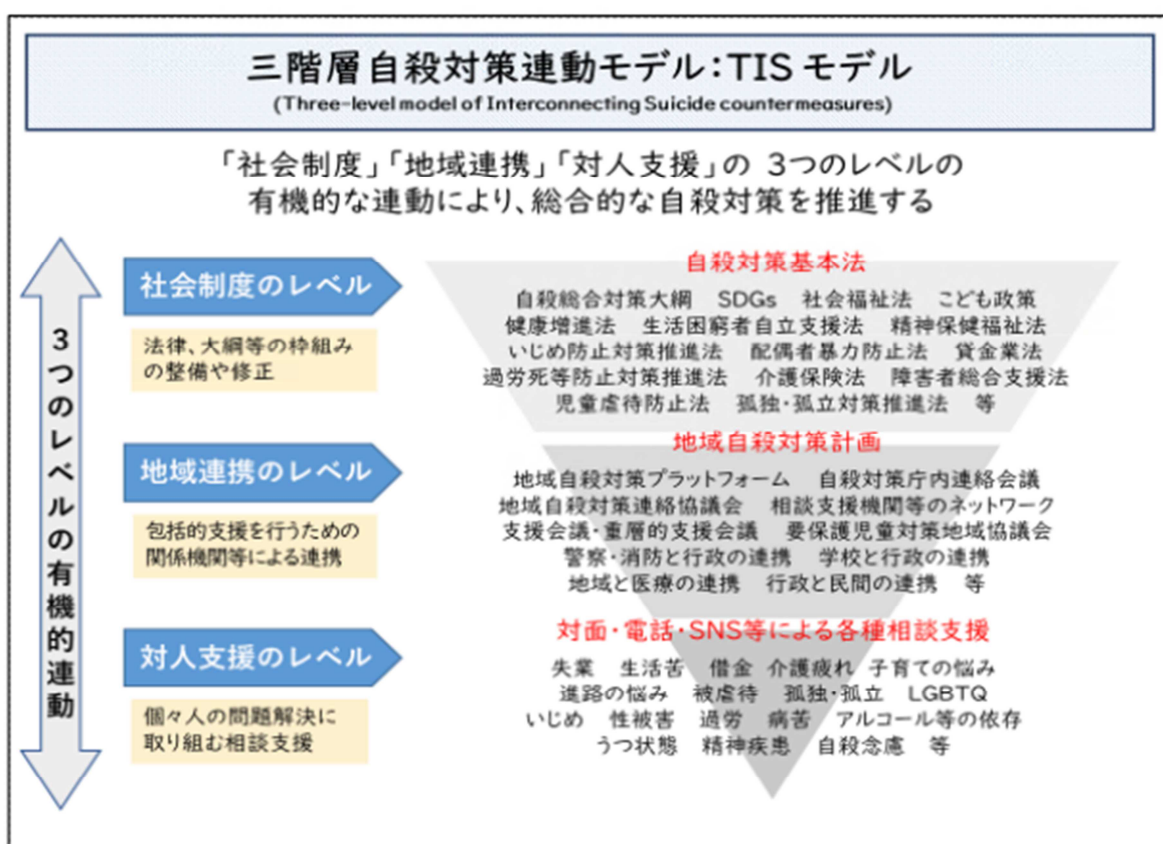 三階層自殺対策連動モデル:TISモデル
(Three-level model of Interconnecting Suicide countermeasures)
「社会制度」「地域連携」「対人支援」の 3つのレベルの
有機的な連動により、総合的な自殺対策を推進する
3つのレベルの有機的連動
社会制度のレベル
法律、大綱等の枠組み
の整備や修正
自殺対策基本法
自殺総合対策大綱 SDGs 社会福祉法 こども政策
健康増進法 生活困窮者自立支援法 精神保健福祉法
いじめ防止対策推進法 配偶者暴力防止法 貸金業法
過労死等防止対策推進法 介護保険法 障害者総合支援法
児童虐待防止法 孤独・孤立対策推進法 等
地域連携のレベル
包括的支援を行うための
関係機関等による連携
地域自殺対策計画
地域自殺対策プラットフォーム 自殺対策庁内連絡会議
地域自殺対策連絡協議会 相談支援機関等のネットワーク
支援会議・重層的支援会議 要保護児童対策地域協議会
警察・消防と行政の連携 学校と行政の連携
地域と医療の連携 行政と民間の連携 等
対人支援のレベル
個々人の問題解決に
取り組む相談支援
対面・電話・SNS等による各種相談支援
失業 生活苦 借金 介護疲れ 子育ての悩み
進路の悩み 被虐待 孤独・孤立 LGBTQ
いじめ 性被害 過労 病苦 アルコール等の依存
うつ状態 精神疾患 自殺念慮 等